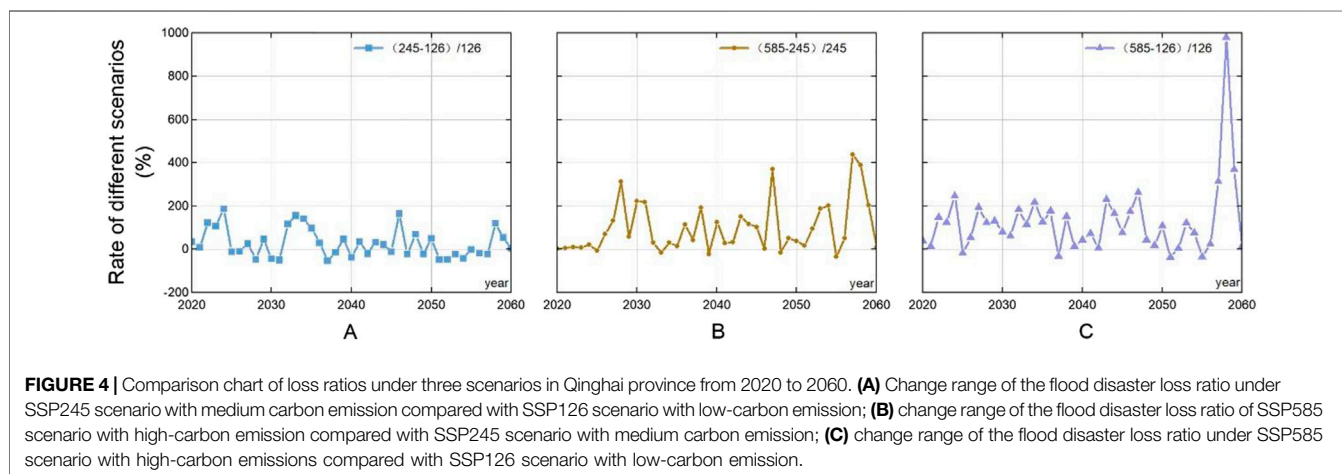 Rate of different scenarios
(%)
1000
800
600
400
200
0
-200
(245-126)/126
year
2020
2030
2040
2050
2060
A
(585-245)/245
year
2020
2030
2040
2050
2060
B
(585-126)/126
year
2020
2030
2040
2050
2060
C
FIGURE 4 | Comparison chart of loss ratios under three scenarios in Qinghai province from 2020 to 2060. (A) Change range of the flood disaster loss ratio under
SSP245 scenario with medium carbon emission compared with SSP126 scenario with low-carbon emission; (B) change range of the flood disaster loss ratio of SSP585
scenario with high-carbon emission compared with SSP245 scenario with medium carbon emission; (C) change range of the flood disaster loss ratio under SSP585
scenario with high-carbon emissions compared with SSP126 scenario with low-carbon emission.